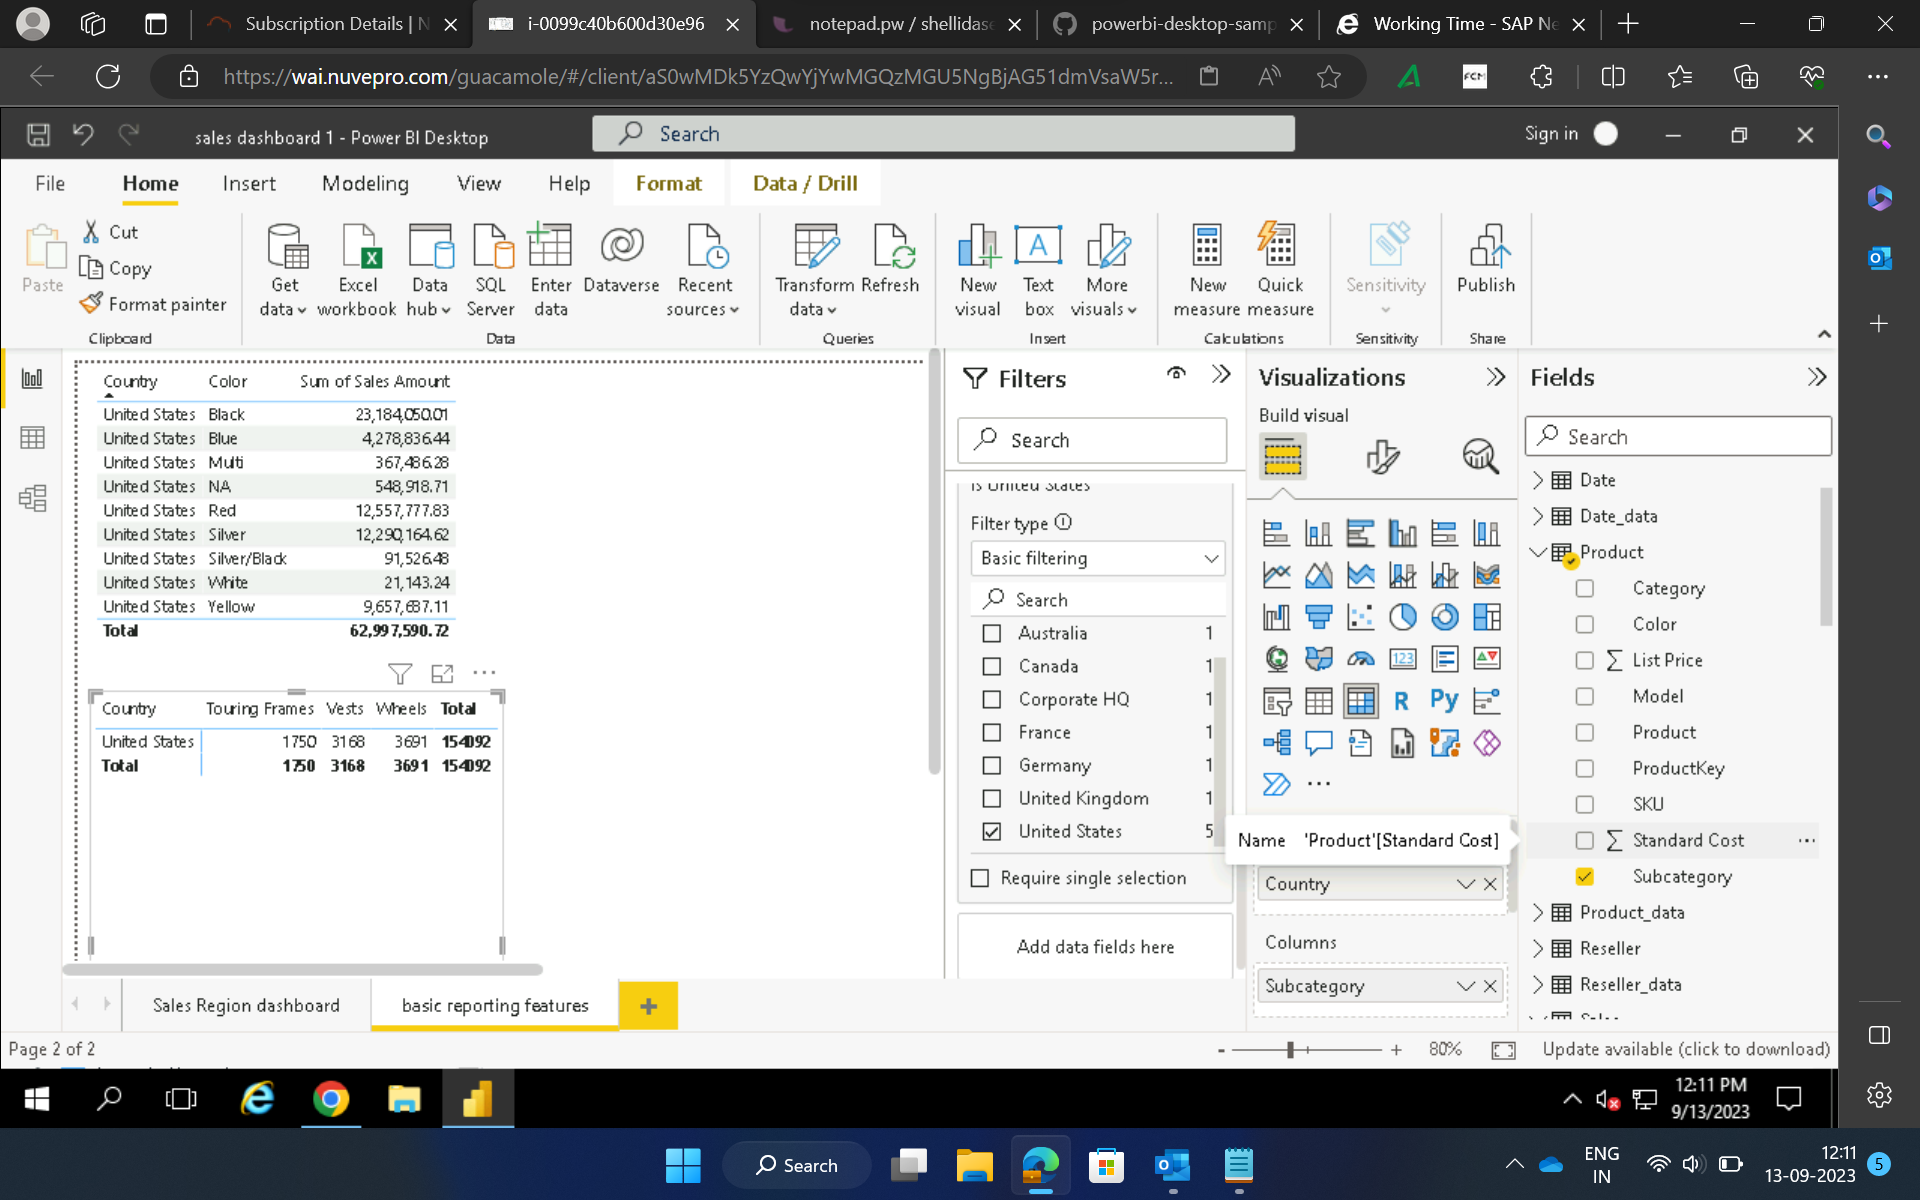 Subscription Details | N
i-0099c40b600d30e96
notepad.pw / shellidase
powerbi-desktop-samp
Working Time - SAP Ne
https://wai.nuvepro.com/guacamole/#/client/aS0wMDk5YzQwYjYwMGQzMGU5NgBjAG51dmVsaW5r...
FCM
sales dashboard 1 - Power BI Desktop
Search
Sign in
File
Home
Insert
Modeling
View
Help
Format
Data / Drill
Paste
Cut
Copy
Format painter
Clipboard
Get data
Excel workbook
Data hub
SQL Server
Enter data
Dataverse
Recent sources
Data
Transform data
Refresh
Queries
New visual
Text box
More visuals
Insert
New measure
Quick measure
Calculations
Sensitivity
Sensitivity
Publish
Share
Country Color Sum of Sales Amount
United States Black 23,184,050.01
United States Blue 4,278,836.44
United States Multi 367,486.28
United States NA 548,918.71
United States Red 12,557,777.83
United States Silver 12,290,164.62
United States Silver/Black 91,526.48
United States White 21,143.24
United States Yellow 9,657,687.11
Total 62,997,590.72
Country Touring Frames Vests Wheels Total
United States 1750 3168 3691 154092
Total 1750 3168 3691 154092
Filters
Search
is United States
Filter type
Basic filtering
Search
Australia 1
Canada 1
Corporate HQ 1
France 1
Germany 1
United Kingdom 1
United States 5
Require single selection
Add data fields here
Visualizations
Build visual
123
R
Py
Name 'Product'[Standard Cost]
Country
Columns
Subcategory
Fields
Search
Date
Date_data
Product
Category
Color
List Price
Model
Product
ProductKey
SKU
Standard Cost
Subcategory
Product_data
Reseller
Reseller_data
Sales Region dashboard
basic reporting features
Page 2 of 2
80%
Update available (click to download)
12:11 PM
9/13/2023
Search
ENG
IN
12:11
13-09-2023
5